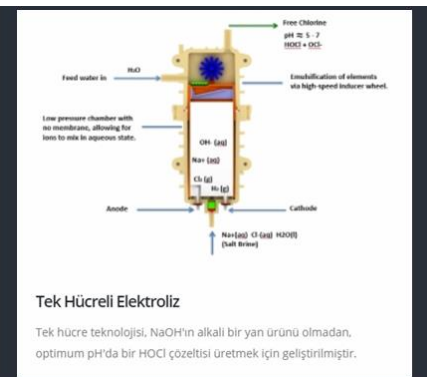 Free Chlorine
pH ≈ 5 - 7
HOCl + OCl-
H₂O
Feed water in
Emulsification of elements
via high-speed inducer wheel.
Low pressure chamber with
no membrane, allowing for
ions to mix in aqueous state.
OH- (aq)
Na+ (aq)
Cl₂ (g)
H₂ (g)
Anode
Cathode
Na+(aq) Cl-(aq) H2O(l)
(Salt Brine)
Tek Hücreli Elektroliz
Tek hücre teknolojisi, NaOH'ın alkali bir yan ürünü olmadan,
optimum pH'da bir HOCl çözeltisi üretmek için geliştirilmiştir.